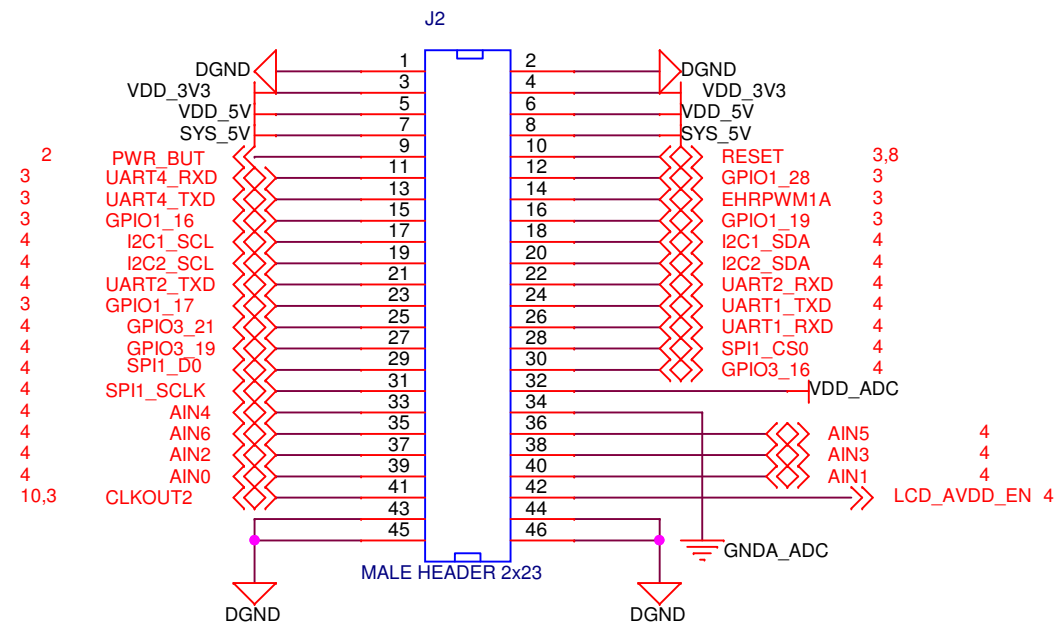 J2
DGND 1 2 DGND
VDD_3V3 3 4 VDD_3V3
VDD_5V 5 6 VDD_5V
SYS_5V 7 8 SYS_5V
2 PWR_BUT 9 10 RESET 3,8
3 UART4_RXD 11 12 GPIO1_28 3
3 UART4_TXD 13 14 EHRPWM1A 3
3 GPIO1_16 15 16 GPIO1_19 3
4 I2C1_SCL 17 18 I2C1_SDA 4
4 I2C2_SCL 19 20 I2C2_SDA 4
4 UART2_TXD 21 22 UART2_RXD 4
3 GPIO1_17 23 24 UART1_TXD 4
4 GPIO3_21 25 26 UART1_RXD 4
4 GPIO3_19 27 28 SPI1_CS0 4
4 SPI1_D0 29 30 GPIO3_16 4
4 SPI1_SCLK 31 32 VDD_ADC
4 AIN4 33 34
4 AIN6 35 36 AIN5 4
4 AIN2 37 38 AIN3 4
4 AIN0 39 40 AIN1 4
10,3 CLKOUT2 41 42 LCD_AVDD_EN 4
43 44
45 46
GNDA_ADC
MALE HEADER 2x23
DGND DGND